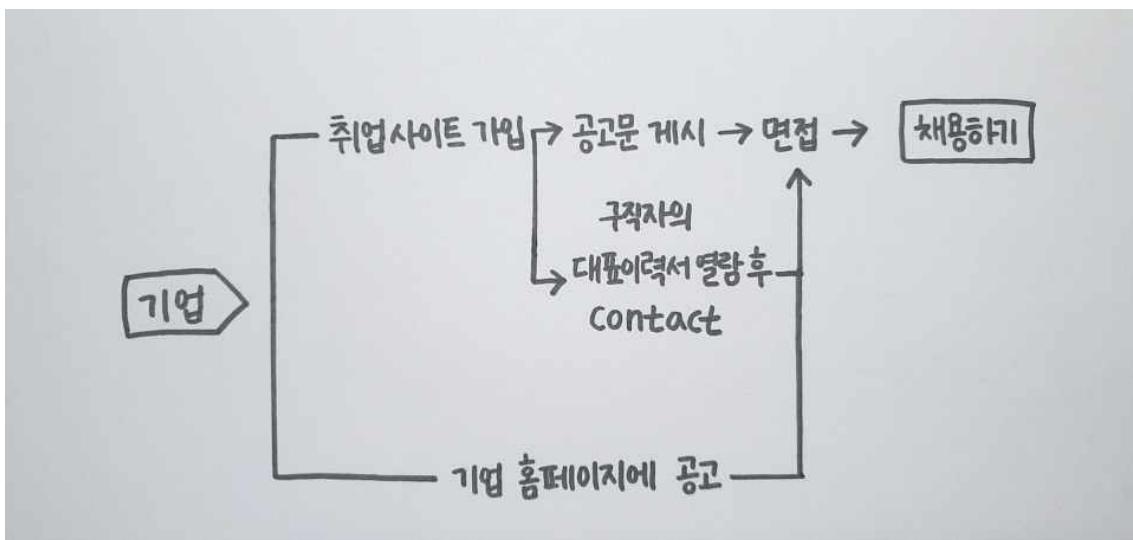 취업사이트 가입 → 공고문 게시 → 면접 → 채용하기
구직자의
대표이력서 열람 후
contact
기업
기업 홈페이지에 공고